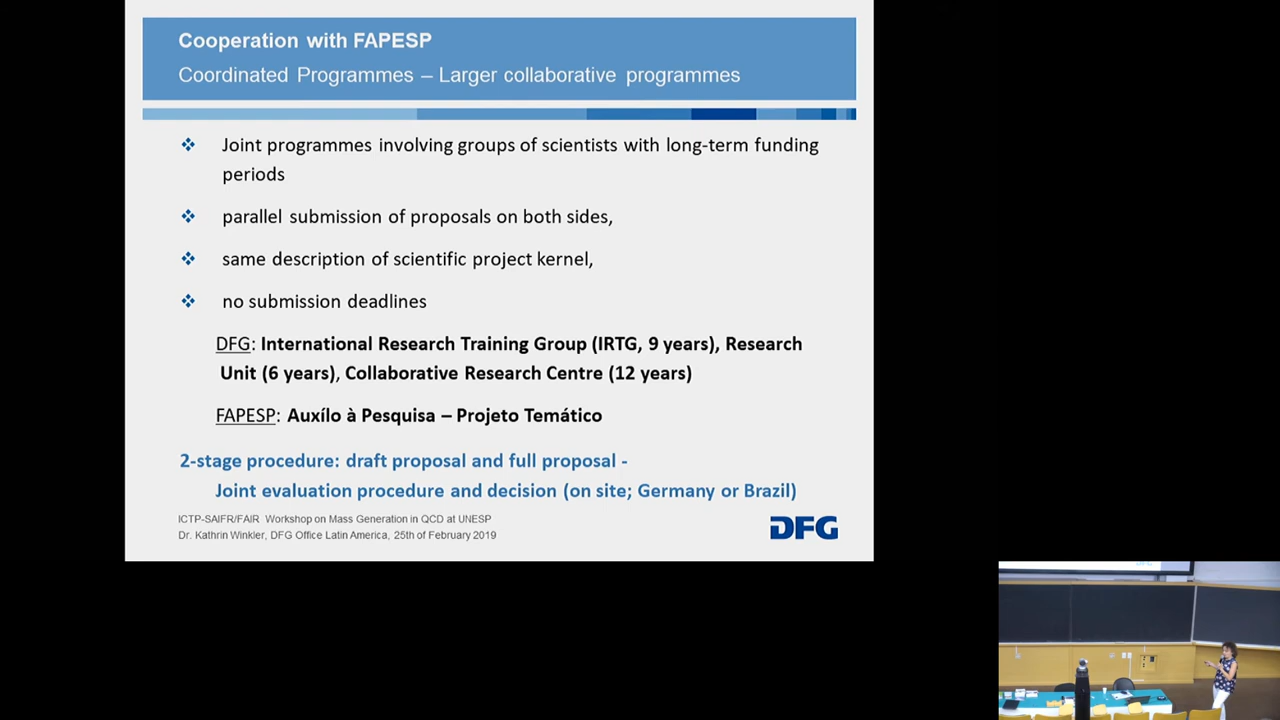 Cooperation with FAPESP
Coordinated Programmes – Larger collaborative programmes
Joint programmes involving groups of scientists with long-term funding
periods
parallel submission of proposals on both sides,
same description of scientific project kernel,
no submission deadlines
DFG: International Research Training Group (IRTG, 9 years), Research
Unit (6 years), Collaborative Research Centre (12 years)
FAPESP: Auxílo à Pesquisa – Projeto Temático
2-stage procedure: draft proposal and full proposal -
Joint evaluation procedure and decision (on site; Germany or Brazil)
ICTP-SAIFR/FAIR Workshop on Mass Generation in QCD at UNESP
Dr. Kathrin Winkler, DFG Office Latin America, 25th of February 2019
DFG